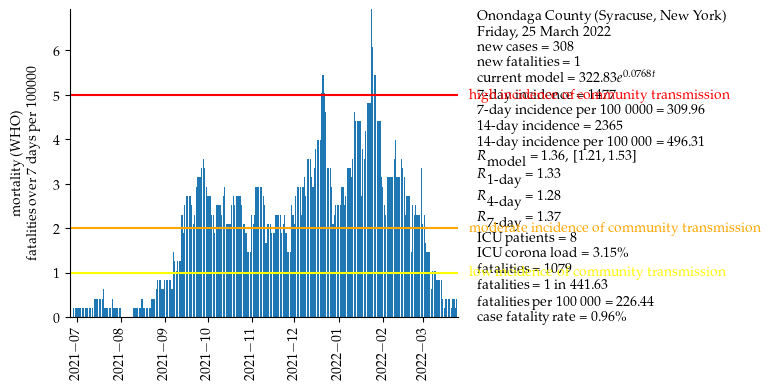 Onondaga County (Syracuse, New York)
Friday, 25 March 2022
new cases = 308
new fatalities = 1
current model = 322.83e^0.0768t
7-day incidence = 1477
high incidence of community transmission
7-day incidence per 100 0000 = 309.96
14-day incidence = 2365
14-day incidence per 100 000 = 496.31
R_model = 1.36, [1.21, 1.53]
R_1-day = 1.33
R_4-day = 1.28
R_7-day = 1.37
moderate incidence of community transmission
ICU patients = 8
ICU corona load = 3.15%
fatalities = 1079
low incidence of community transmission
fatalities = 1 in 441.63
fatalities per 100 000 = 226.44
case fatality rate = 0.96%
mortality (WHO)
fatalities over 7 days per 100000
6
5
4
3
2
1
0
2021−07
2021−08
2021−09
2021−10
2021−11
2021−12
2022−01
2022−02
2022−03